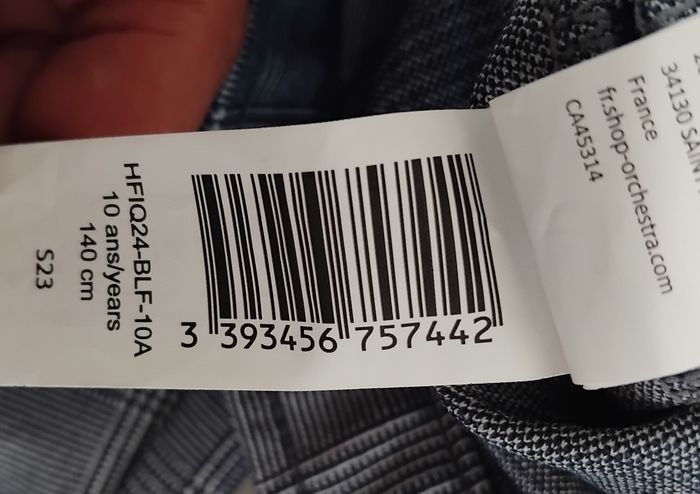 HFIQ24-BLF-10A
10 ans/years
140 cm
S23
3 393456 757442
34130 SAIN
France
fr.shop-orchestra.com
CA45314